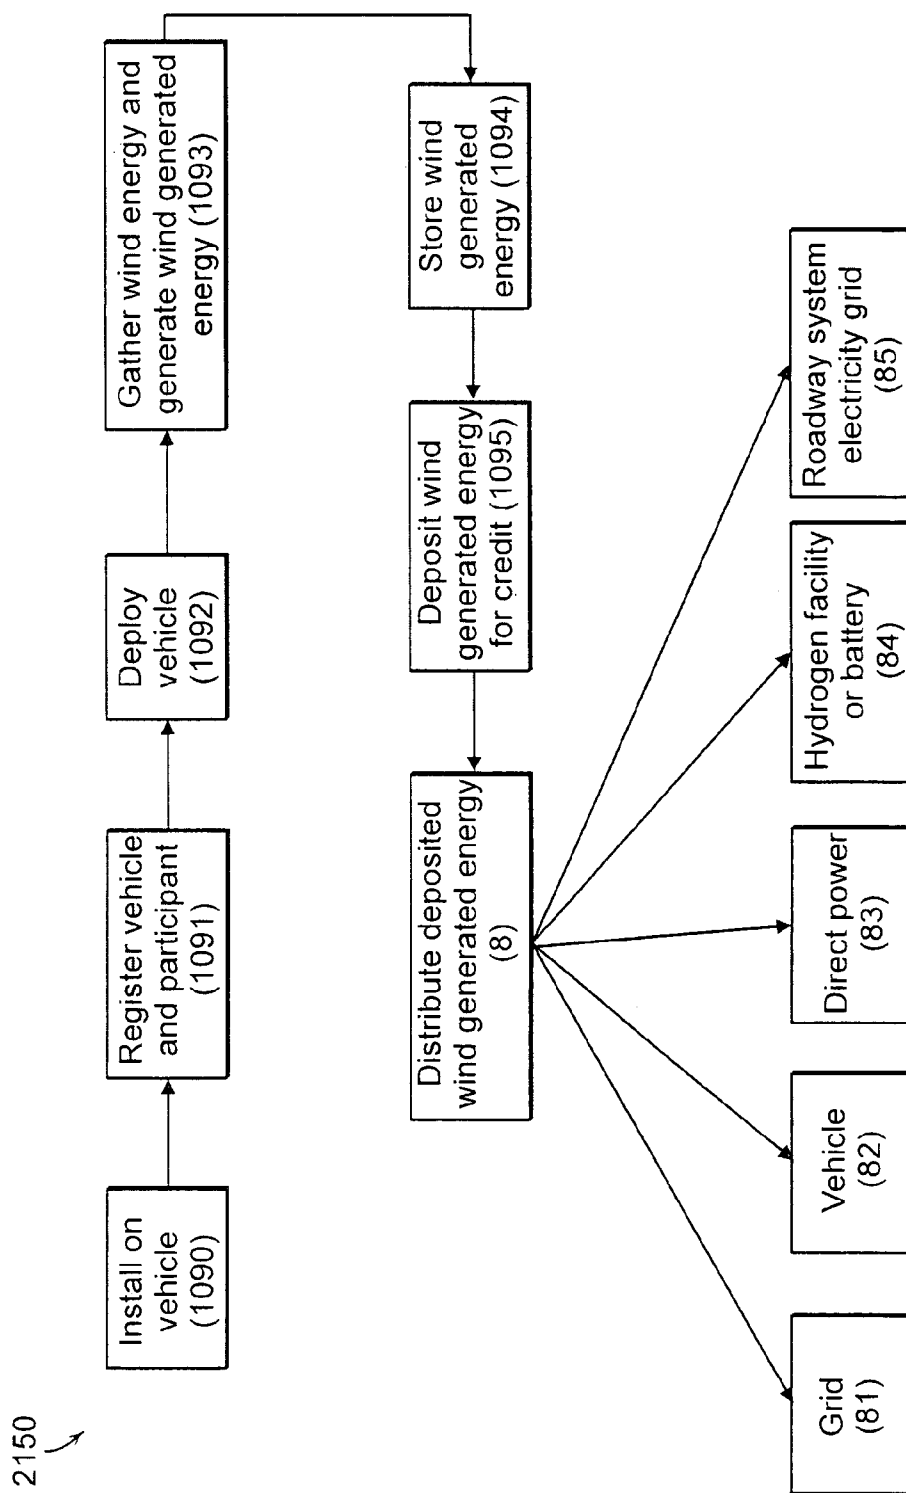 2150
Install on
vehicle
(1090)
Register vehicle
and participant
(1091)
Deploy
vehicle
(1092)
Gather wind energy and
generate wind generated
energy (1093)
Store wind
generated
energy (1094)
Deposit wind
generated energy
for credit (1095)
Distribute deposited
wind generated energy
(8)
Grid
(81)
Vehicle
(82)
Direct power
(83)
Hydrogen facility
or battery
(84)
Roadway system
electricity grid
(85)